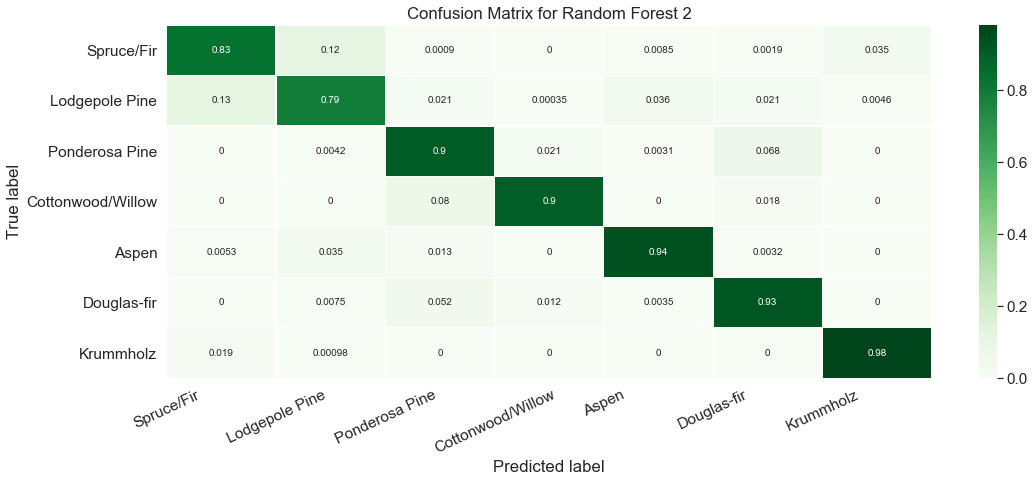 Confusion Matrix for Random Forest 2
True label
Spruce/Fir 0.83 0.12 0.0009 0 0.0085 0.0019 0.035
Lodgepole Pine 0.13 0.79 0.021 0.00035 0.036 0.021 0.0046
Ponderosa Pine 0 0.0042 0.9 0.021 0.0031 0.068 0
Cottonwood/Willow 0 0 0.08 0.9 0 0.018 0
Aspen 0.0053 0.035 0.013 0 0.94 0.0032 0
Douglas-fir 0 0.0075 0.052 0.012 0.0035 0.93 0
Krummholz 0.019 0.00098 0 0 0 0 0.98
Spruce/Fir Lodgepole Pine Ponderosa Pine Cottonwood/Willow Aspen Douglas-fir Krummholz
Predicted label
0.8
0.6
0.4
0.2
0.0